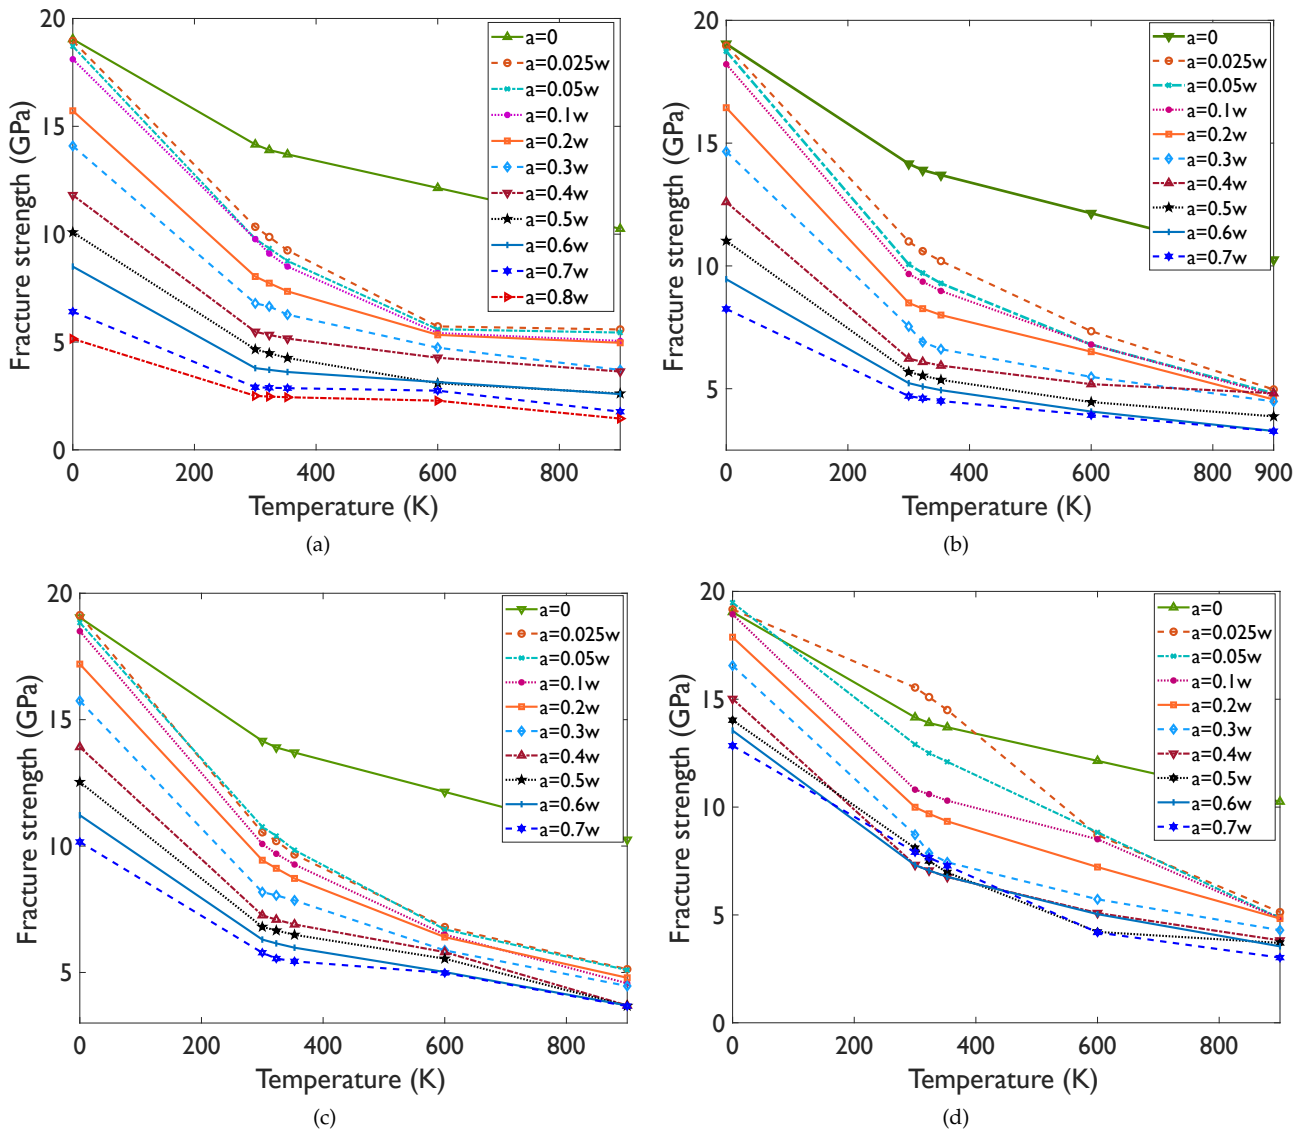 20
15
10
5
0
Fracture strength (GPa)
0 200 400 600 800
Temperature (K)
a=0
a=0.025w
a=0.05w
a=0.1w
a=0.2w
a=0.3w
a=0.4w
a=0.5w
a=0.6w
a=0.7w
a=0.8w
(a)
20
15
10
5
Fracture strength (GPa)
0 200 400 600 800 900
Temperature (K)
a=0
a=0.025w
a=0.05w
a=0.1w
a=0.2w
a=0.3w
a=0.4w
a=0.5w
a=0.6w
a=0.7w
(b)
20
15
10
5
Fracture strength (GPa)
0 200 400 600 800
Temperature (K)
a=0
a=0.025w
a=0.05w
a=0.1w
a=0.2w
a=0.3w
a=0.4w
a=0.5w
a=0.6w
a=0.7w
(c)
20
15
10
5
0
Fracture strength (GPa)
0 200 400 600 800
Temperature (K)
a=0
a=0.025w
a=0.05w
a=0.1w
a=0.2w
a=0.3w
a=0.4w
a=0.5w
a=0.6w
a=0.7w
(d)